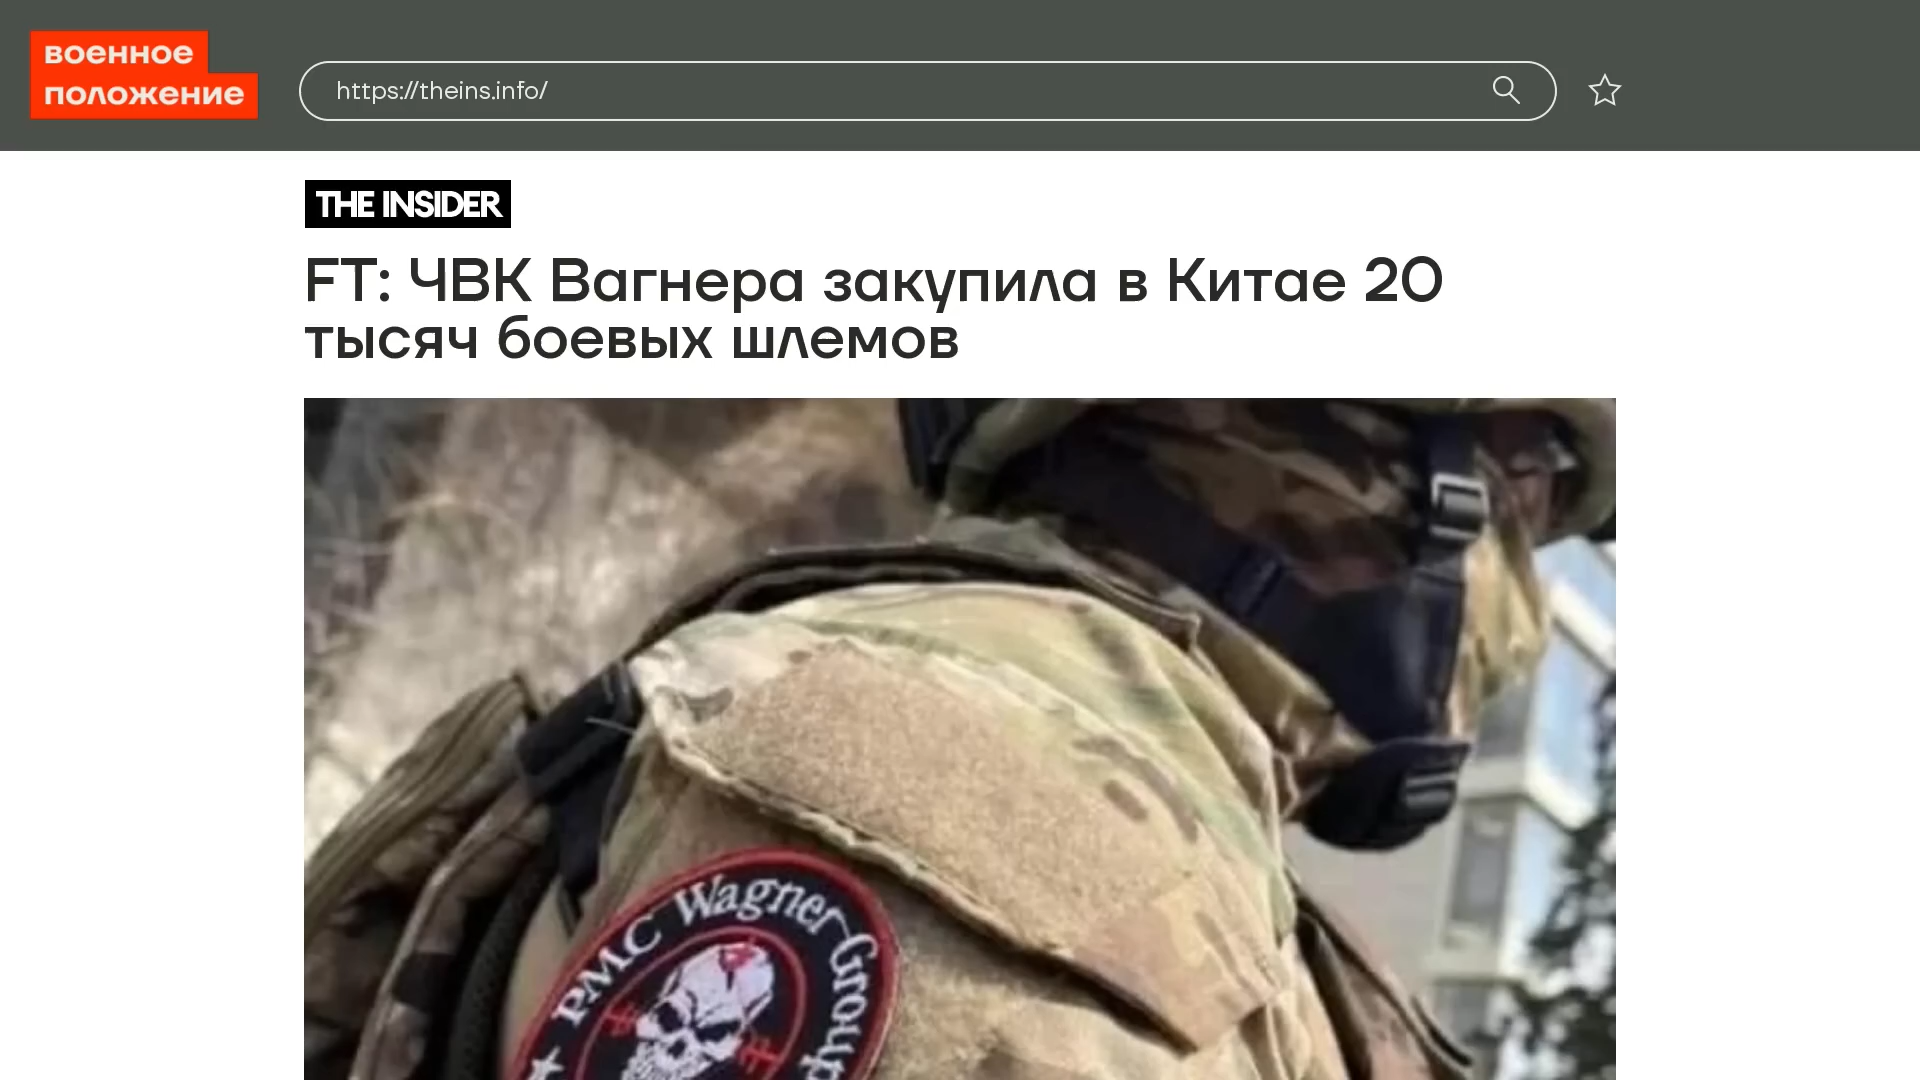 военное
положение
https://theins.info/
THE INSIDER
FT: ЧВК Вагнера закупила в Китае 20
тысяч боевых шлемов
PMC Wagner Group